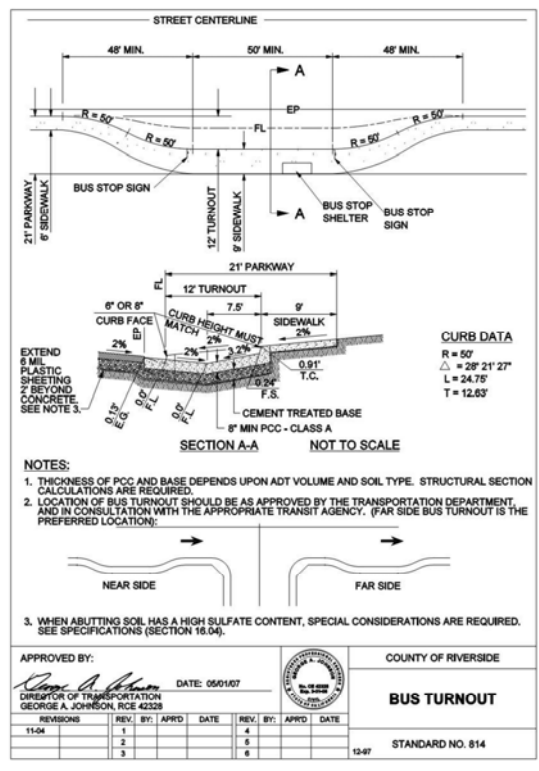 STREET CENTERLINE
48' MIN.
50' MIN.
48' MIN.
A
EP
FL
R = 50'
R = 50'
R = 50'
R = 50'
BUS STOP SIGN
BUS STOP
SHELTER
BUS STOP
SIGN
A
21' PARKWAY
6' SIDEWALK
12' TURNOUT
9' SIDEWALK
21' PARKWAY
FL
12' TURNOUT
6" OR 8"
CURB FACE
7.5'
9'
CURB HEIGHT MUST
MATCH
SIDEWALK
2%
EP
2%
2%
2%
3.2%
EXTEND
6 MIL
PLASTIC
SHEETING
2' BEYOND
CONCRETE.
SEE NOTE 3.
0.13'
E.G.
0.0'
F.L.
0.0'
F.L.
0.24'
F.S.
0.91'
T.C.
CEMENT TREATED BASE
8" MIN PCC - CLASS A
CURB DATA
R = 50'
△ = 28° 21' 27"
L = 24.75'
T = 12.63'
SECTION A-A
NOT TO SCALE
NOTES:
1. THICKNESS OF PCC AND BASE DEPENDS UPON ADT VOLUME AND SOIL TYPE. STRUCTURAL SECTION
CALCULATIONS ARE REQUIRED.
2. LOCATION OF BUS TURNOUT SHOULD BE AS APPROVED BY THE TRANSPORTATION DEPARTMENT,
AND IN CONSULTATION WITH THE APPROPRIATE TRANSIT AGENCY. (FAR SIDE BUS TURNOUT IS THE
PREFERRED LOCATION):
NEAR SIDE
FAR SIDE
3. WHEN ABUTTING SOIL HAS A HIGH SULFATE CONTENT, SPECIAL CONSIDERATIONS ARE REQUIRED.
SEE SPECIFICATIONS (SECTION 16.04).
APPROVED BY:
George A. Johnson
DATE: 05/01/07
DIRECTOR OF TRANSPORTATION
GEORGE A. JOHNSON, RCE 42328
COUNTY OF RIVERSIDE
BUS TURNOUT
REVISIONS
REV. BY: APR'D DATE
REV. BY: APR'D DATE
11-04
1
4
2
5
3
6
12-97
STANDARD NO. 814